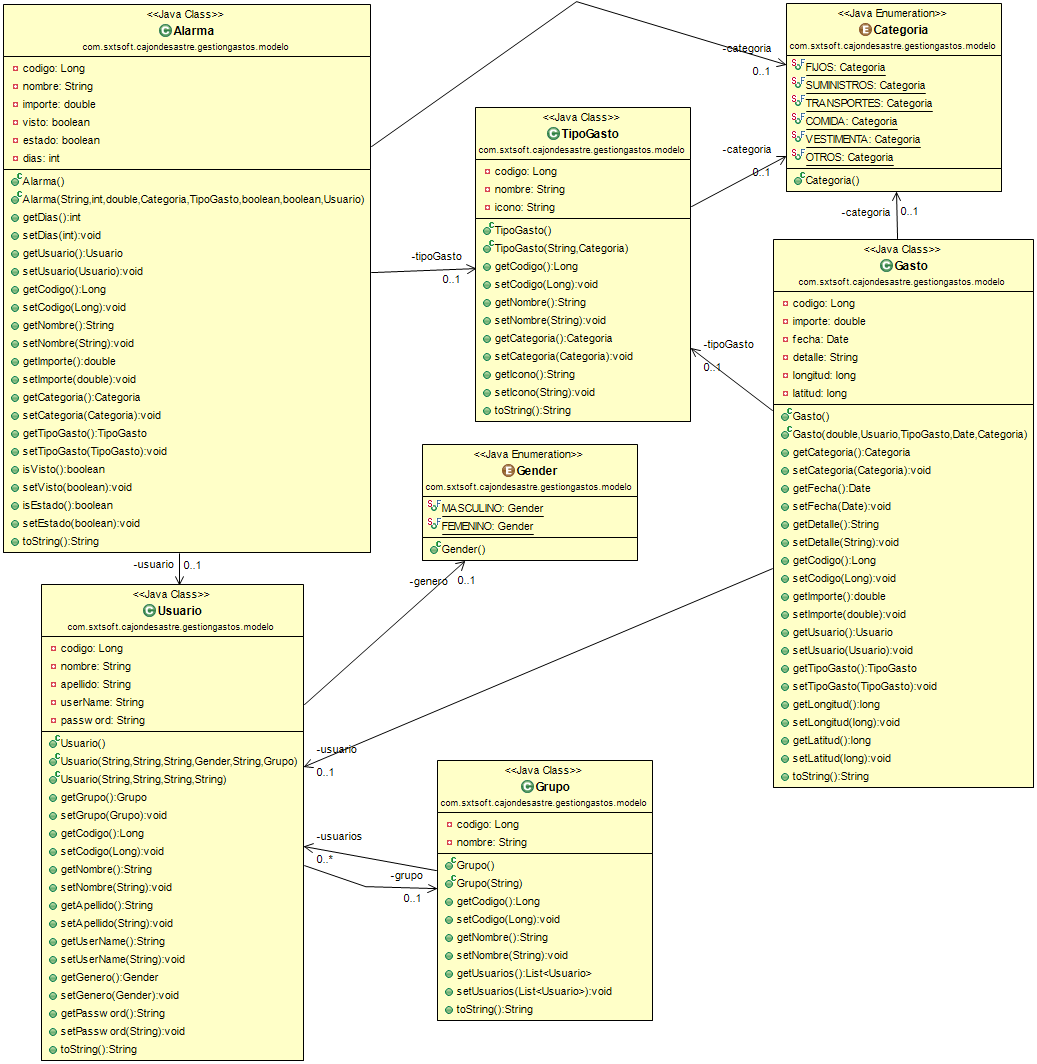 <<Java Class>>
Alarma
com.sxtsoft.cajondesastre.gestiongastos.modelo
codigo: Long
nombre: String
importe: double
visto: boolean
estado: boolean
dias: int
Alarma()
Alarma(String,int,double,Categoria,TipoGasto,boolean,boolean,Usuario)
getDias():int
setDias(int):void
getUsuario():Usuario
setUsuario(Usuario):void
getCodigo():Long
setCodigo(Long):void
getNombre():String
setNombre(String):void
getImporte():double
setImporte(double):void
getCategoria():Categoria
setCategoria(Categoria):void
getTipoGasto():TipoGasto
setTipoGasto(TipoGasto):void
isVisto():boolean
setVisto(boolean):void
isEstado():boolean
setEstado(boolean):void
toString():String
-categoria
0..1
-tipoGasto
0..1
-usuario
0..1
<<Java Enumeration>>
Categoria
com.sxtsoft.cajondesastre.gestiongastos.modelo
FIJOS: Categoria
SUMINISTROS: Categoria
TRANSPORTES: Categoria
COMIDA: Categoria
VESTIMENTA: Categoria
OTROS: Categoria
Categoria()
<<Java Class>>
TipoGasto
com.sxtsoft.cajondesastre.gestiongastos.modelo
codigo: Long
nombre: String
icono: String
TipoGasto()
TipoGasto(String,Categoria)
getCodigo():Long
setCodigo(Long):void
getNombre():String
setNombre(String):void
getCategoria():Categoria
setCategoria(Categoria):void
getIcono():String
setIcono(String):void
toString():String
-categoria
0..1
-categoria
0..1
<<Java Class>>
Gasto
com.sxtsoft.cajondesastre.gestiongastos.modelo
codigo: Long
importe: double
fecha: Date
detalle: String
longitud: long
latitud: long
Gasto()
Gasto(double,Usuario,TipoGasto,Date,Categoria)
getCategoria():Categoria
setCategoria(Categoria):void
getFecha():Date
setFecha(Date):void
getDetalle():String
setDetalle(String):void
getCodigo():Long
setCodigo(Long):void
getImporte():double
setImporte(double):void
getUsuario():Usuario
setUsuario(Usuario):void
getTipoGasto():TipoGasto
setTipoGasto(TipoGasto):void
getLongitud():long
setLongitud(long):void
getLatitud():long
setLatitud(long):void
toString():String
-tipoGasto
0..1
<<Java Enumeration>>
Gender
com.sxtsoft.cajondesastre.gestiongastos.modelo
MASCULINO: Gender
FEMENINO: Gender
Gender()
-genero
0..1
<<Java Class>>
Usuario
com.sxtsoft.cajondesastre.gestiongastos.modelo
codigo: Long
nombre: String
apellido: String
userName: String
password: String
Usuario()
Usuario(String,String,String,Gender,String,Grupo)
Usuario(String,String,String,String)
getGrupo():Grupo
setGrupo(Grupo):void
getCodigo():Long
setCodigo(Long):void
getNombre():String
setNombre(String):void
getApellido():String
setApellido(String):void
getUserName():String
setUserName(String):void
getGenero():Gender
setGenero(Gender):void
getPassword():String
setPassword(String):void
toString():String
-usuario
0..1
-usuarios
0..*
-grupo
0..1
<<Java Class>>
Grupo
com.sxtsoft.cajondesastre.gestiongastos.modelo
codigo: Long
nombre: String
Grupo()
Grupo(String)
getCodigo():Long
setCodigo(Long):void
getNombre():String
setNombre(String):void
getUsuarios():List<Usuario>
setUsuarios(List<Usuario>):void
toString():String